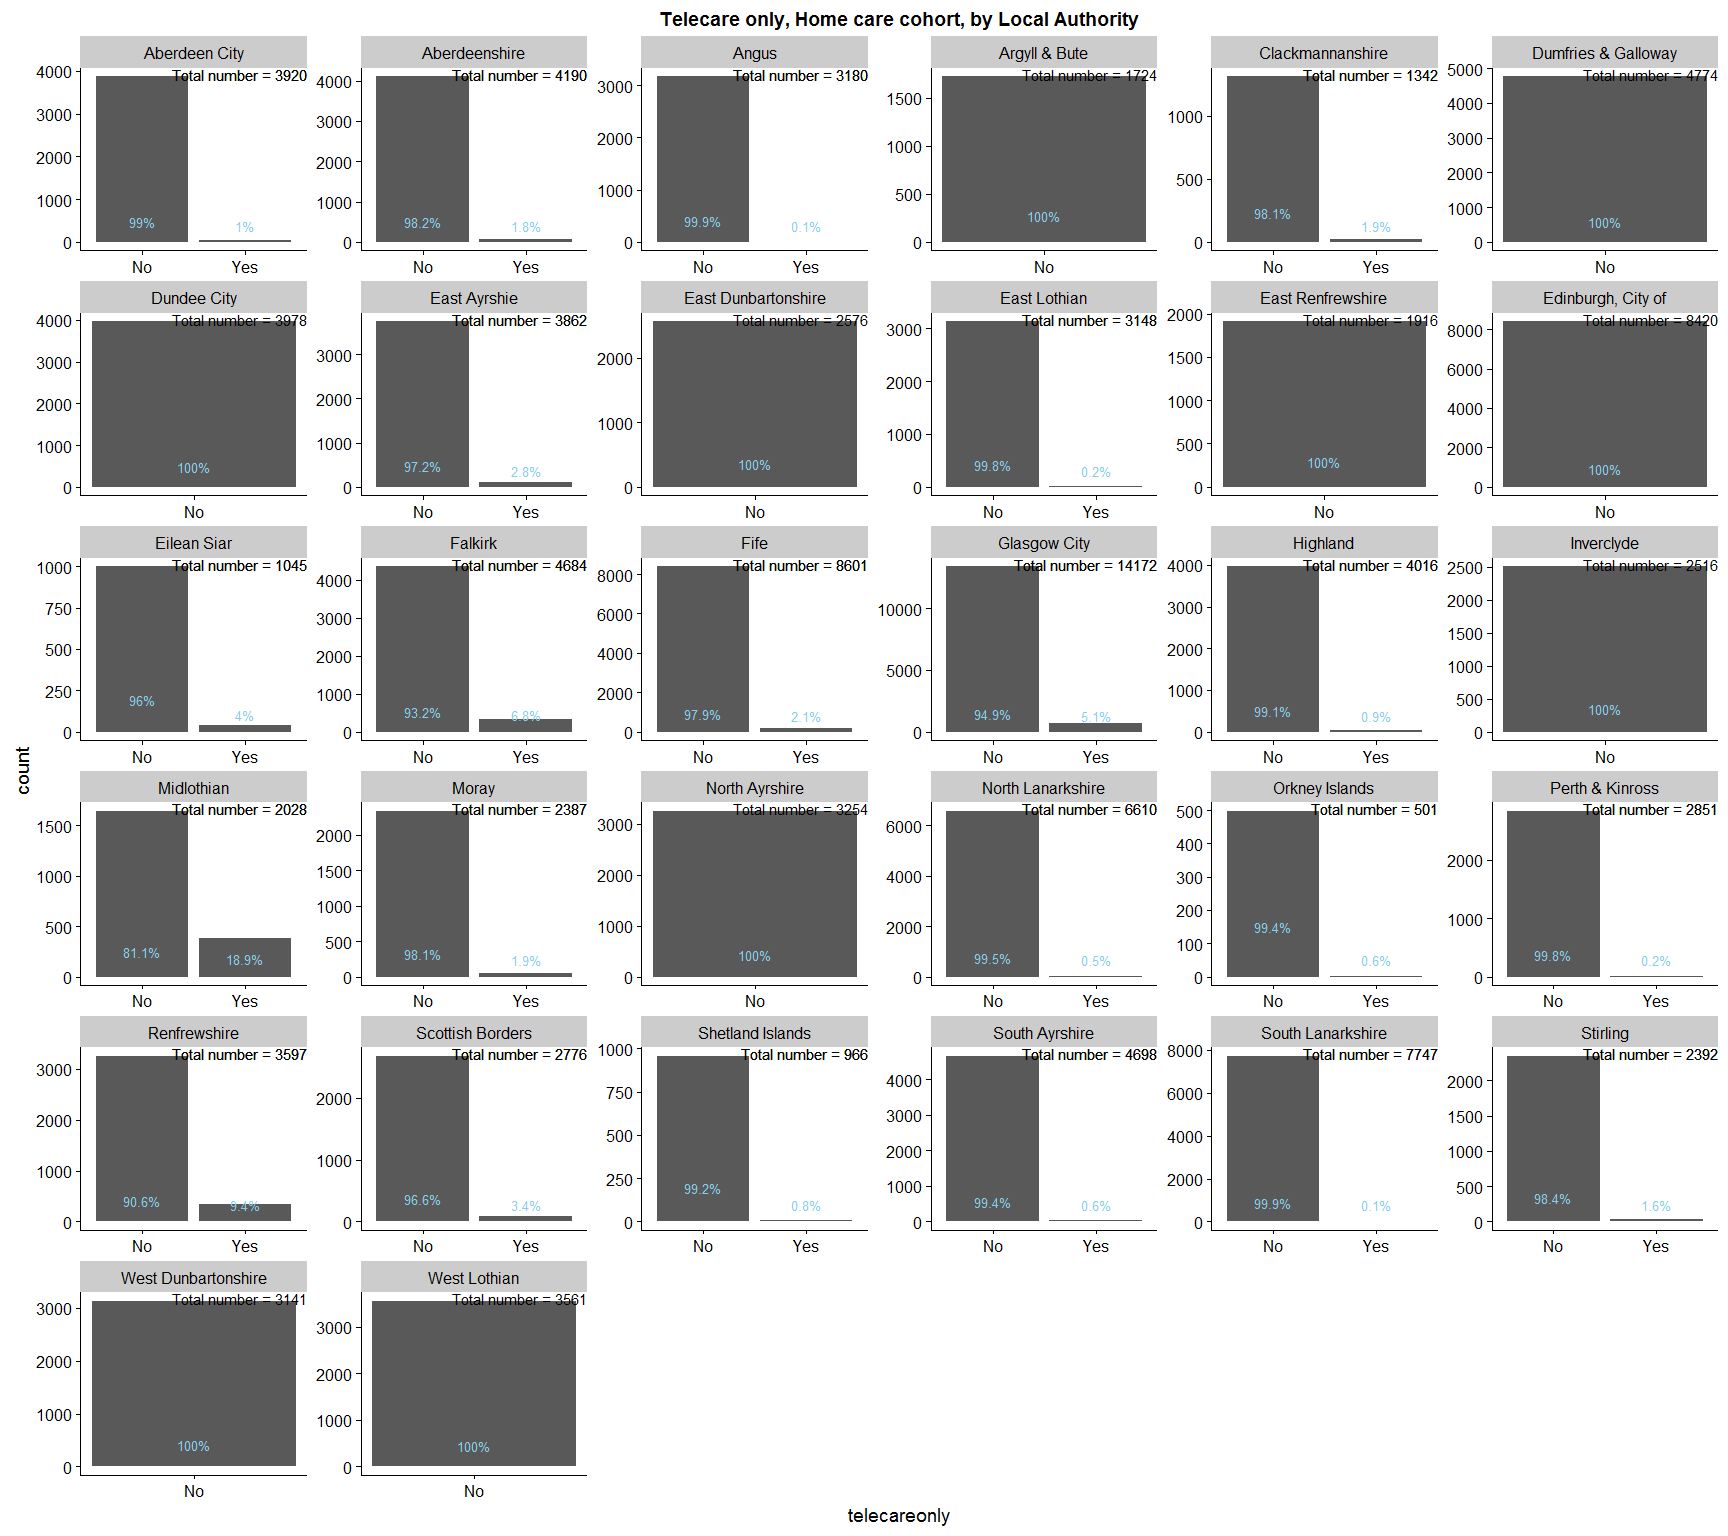 Telecare only, Home care cohort, by Local Authority
Aberdeen City
Total number = 3920
4000
3000
2000
1000
0
99%
1%
No Yes
Aberdeenshire
Total number = 4190
4000
3000
2000
1000
0
98.2%
1.8%
No Yes
Angus
Total number = 3180
3000
2000
1000
0
99.9%
0.1%
No Yes
Argyll & Bute
Total number = 1724
1500
1000
500
0
100%
No
Clackmannanshire
Total number = 1342
1000
500
0
98.1%
1.9%
No Yes
Dumfries & Galloway
Total number = 4774
5000
4000
3000
2000
1000
0
100%
No
Dundee City
Total number = 3978
4000
3000
2000
1000
0
100%
No
East Ayrshie
Total number = 3862
3000
2000
1000
0
97.2%
2.8%
No Yes
East Dunbartonshire
Total number = 2576
2000
1000
0
100%
No
East Lothian
Total number = 3148
3000
2000
1000
0
99.8%
0.2%
No Yes
East Renfrewshire
Total number = 1916
2000
1500
1000
500
0
100%
No
Edinburgh, City of
Total number = 8420
8000
6000
4000
2000
0
100%
No
Eilean Siar
Total number = 1045
1000
750
500
250
0
96%
4%
No Yes
Falkirk
Total number = 4684
4000
3000
2000
1000
0
93.2%
6.8%
No Yes
Fife
Total number = 8601
8000
6000
4000
2000
0
97.9%
2.1%
No Yes
Glasgow City
Total number = 14172
10000
5000
0
94.9%
5.1%
No Yes
Highland
Total number = 4016
4000
3000
2000
1000
0
99.1%
0.9%
No Yes
Inverclyde
Total number = 2516
2500
2000
1500
1000
500
0
100%
No
Midlothian
Total number = 2028
1500
1000
500
0
81.1%
18.9%
No Yes
Moray
Total number = 2387
2000
1500
1000
500
0
98.1%
1.9%
No Yes
North Ayrshire
Total number = 3254
3000
2000
1000
0
100%
No
North Lanarkshire
Total number = 6610
6000
4000
2000
0
99.5%
0.5%
No Yes
Orkney Islands
Total number = 501
500
400
300
200
100
0
99.4%
0.6%
No Yes
Perth & Kinross
Total number = 2851
2000
1000
0
99.8%
0.2%
No Yes
Renfrewshire
Total number = 3597
3000
2000
1000
0
90.6%
9.4%
No Yes
Scottish Borders
Total number = 2776
2000
1000
0
96.6%
3.4%
No Yes
Shetland Islands
Total number = 966
1000
750
500
250
0
99.2%
0.8%
No Yes
South Ayrshire
Total number = 4698
4000
3000
2000
1000
0
99.4%
0.6%
No Yes
South Lanarkshire
Total number = 7747
8000
6000
4000
2000
0
99.9%
0.1%
No Yes
Stirling
Total number = 2392
2000
1500
1000
500
0
98.4%
1.6%
No Yes
West Dunbartonshire
Total number = 3141
3000
2000
1000
0
100%
No
West Lothian
Total number = 3561
3000
2000
1000
0
100%
No
count
telecareonly